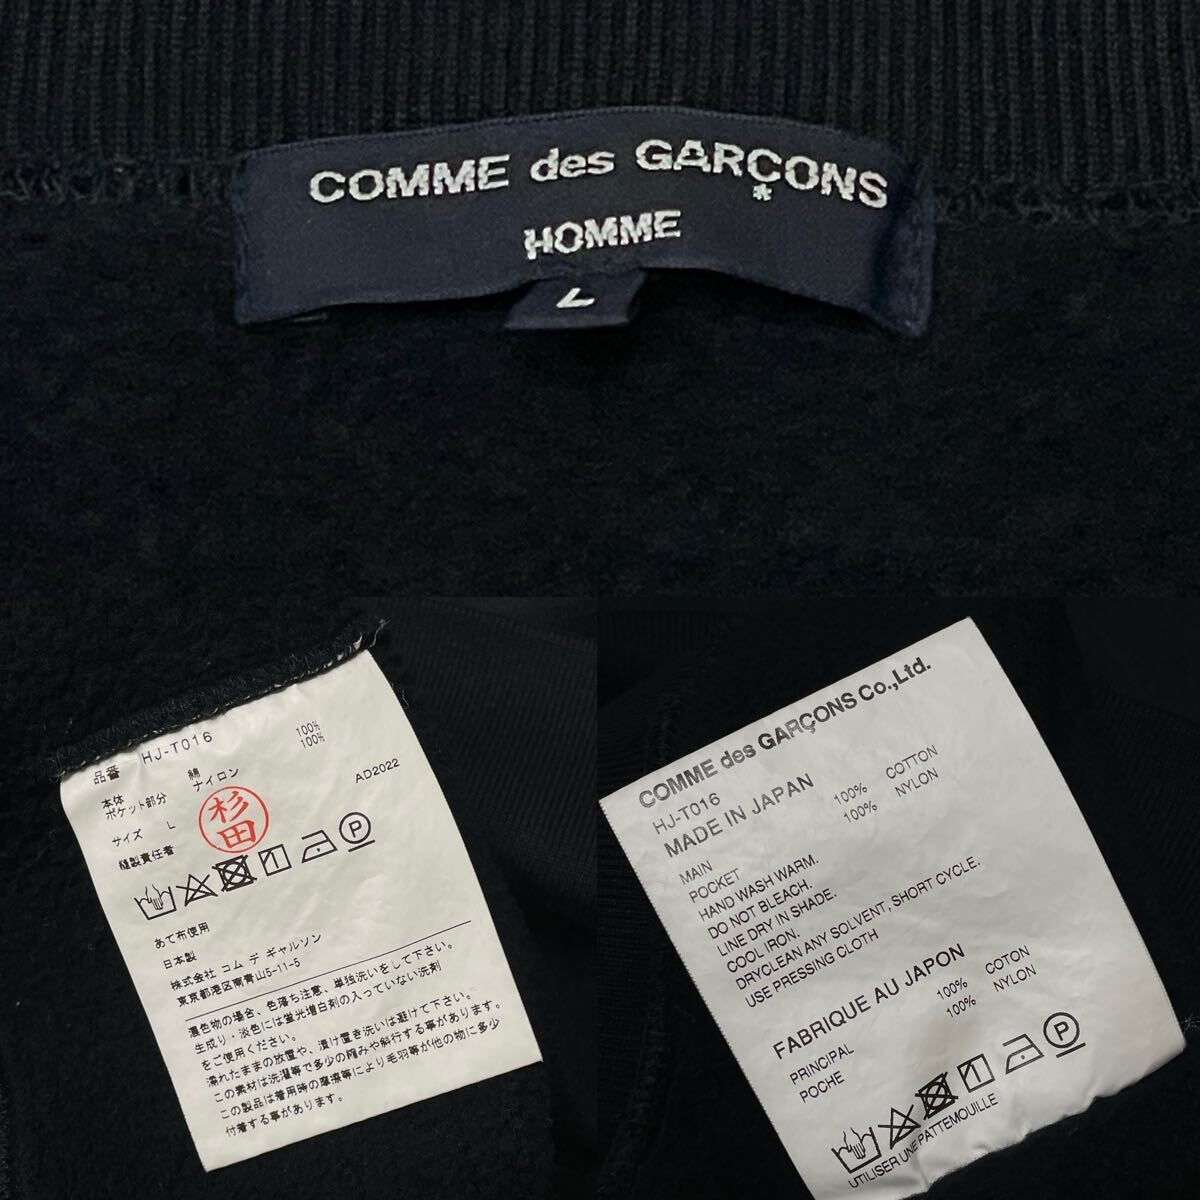 COMME des GARÇONS
*
HOMME
L
品番 HJ-T016
本体 綿 100%
ポケット部分 ナイロン 100%
AD2022
サイズ L
縫製責任者
杉田
あて布使用
日本製
株式会社 コム デ ギャルソン
東京都港区南青山5-11-5
濃色物の場合、色落ち注意、単独洗いをして下さい。
生成り・淡色には蛍光増白剤の入っていない洗剤
をご使用ください。
濡れたままの放置や、漬け置き洗いは避けて下さい。
この素材は洗濯等で多少の縮みや斜行する事があります。
この製品は着用時の摩擦等により毛羽等が他の物に多少
付着する事があります。
COMME des GARÇONS Co.,Ltd.
HJ-T016
MADE IN JAPAN
MAIN 100% COTTON
POCKET 100% NYLON
HAND WASH WARM.
DO NOT BLEACH.
LINE DRY IN SHADE.
COOL IRON.
DRYCLEAN ANY SOLVENT, SHORT CYCLE.
USE PRESSING CLOTH
FABRIQUE AU JAPON
PRINCIPAL 100% COTON
POCHE 100% NYLON
UTILISER UNE PATTEMOUILLE